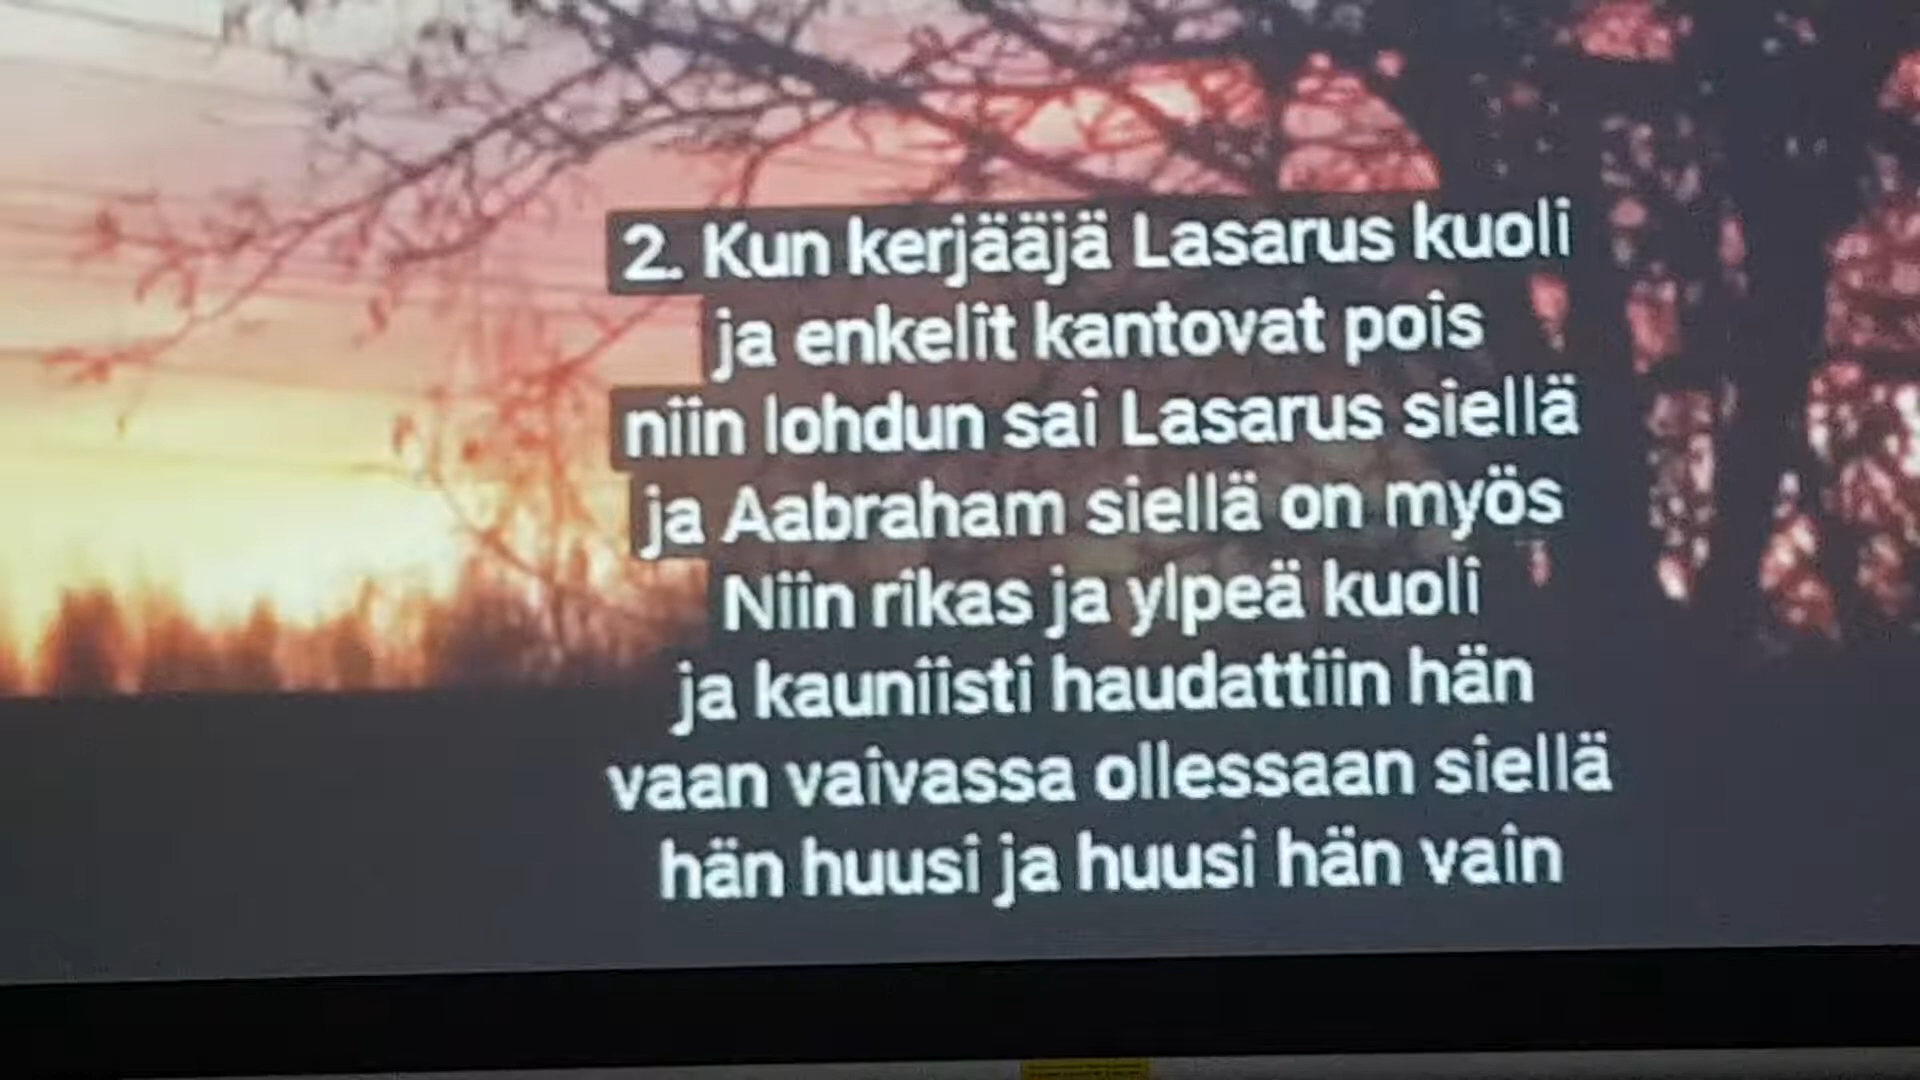 2. Kun kerjääjä Lasarus kuoli
ja enkelit kantovat pois
niin lohdun sai Lasarus siellä
ja Aabraham siellä on myös
Niin rikas ja ylpeä kuoli
ja kauniisti haudattiin hän
vaan vaivassa ollessaan siellä
hän huusi ja huusi hän vain